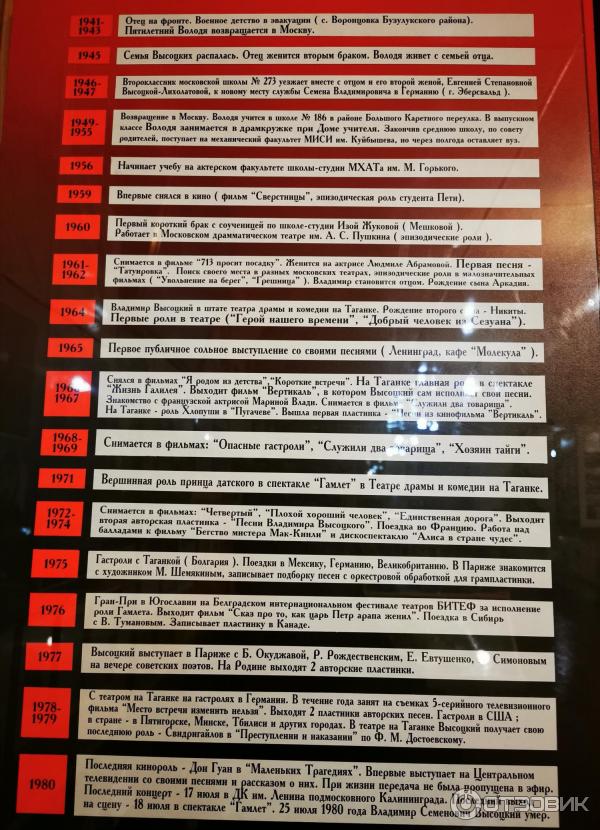 1941-
1943
Отец на фронте. Военное детство в эвакуации ( с. Воронцовка Бузулукского района).
Пятилетний Володя возвращается в Москву.
1945
Семья Высоцких распалась. Отец женится вторым браком. Володя живет с семьей отца.
1946-
1947
Второклассник московской школы № 273 уезжает вместе с отцом и его второй женой, Евгенией Степановной
Высоцкой-Лихолатовой, к новому месту службы Семена Владимировича в Германию ( г. Эберсвальд ).
1949-
1955
Возвращение в Москву. Володя учится в школе № 186 в районе Большого Каретного переулка. В выпускном
классе Володя занимается в драмкружке при Доме учителя. Закончив среднюю школу, по совету
родителей, поступает на механический факультет МИСИ им. Куйбышева, но через полгода оставляет вуз.
1956
Начинает учебу на актерском факультете школы-студии МХАТа им. М. Горького.
1959
Впервые снялся в кино ( фильм "Сверстницы", эпизодическая роль студента Пети).
1960
Первый короткий брак с соученицей по школе-студии Изой Жуковой ( Мешковой ).
Работает в Московском драматическом театре им. А. С. Пушкина ( эпизодические роли ).
1961-
1962
Снимается в фильме "713 просит посадку". Женится на актрисе Людмиле Абрамовой. Первая песня -
"Татуировка". Поиск своего места в разных московских театрах, эпизодические роли в малозначительных
фильмах ( "Увольнение на берег", "Грешница" ). Владимир становится отцом. Рождение сына Аркадия.
1964
Владимир Высоцкий в штате театра драмы и комедии на Таганке. Рождение второго сына - Никиты.
Первые роли в театре ("Герой нашего времени", "Добрый человек из Сезуана").
1965
Первое публичное сольное выступление со своими песнями ( Ленинград, кафе "Молекула" ).
1966-
1967
Снялся в фильмах "Я родом из детства","Короткие встречи". На Таганке главная роль в спектакле
"Жизнь Галилея". Выходит фильм "Вертикаль", в котором Высоцкий сам исполняет свои песни.
Знакомство с французской актрисой Мариной Влади. Снимается в фильме "Служили два товарища".
На Таганке - роль Хлопуши в "Пугачеве". Вышла первая пластинка - "Песни из кинофильма "Вертикаль".
1968-
1969
Снимается в фильмах: "Опасные гастроли", "Служили два товарища", "Хозяин тайги".
1971
Вершинная роль принца датского в спектакле "Гамлет" в Театре драмы и комедии на Таганке.
1972-
1974
Снимается в фильмах: "Четвертый", "Плохой хороший человек", "Единственная дорога". Выходит
вторая авторская пластинка - "Песни Владимира Высоцкого". Поездка во Францию. Работа над
балладами к фильму "Бегство мистера Мак-Кинли" и дискоспектаклю "Алиса в стране чудес".
1975
Гастроли с Таганкой ( Болгария ). Поездки в Мексику, Германию, Великобританию. В Париже знакомится
с художником М. Шемякиным, записывает подборку песен с оркестровой обработкой для грампластинки.
1976
Гран-При в Югославии на Белградском интернациональном фестивале театров БИТЕФ за исполнение
роли Гамлета. Выходит фильм "Сказ про то, как царь Петр арапа женил". Поездка в Сибирь
с В. Тумановым. Записывает пластинку в Канаде.
1977
Высоцкий выступает в Париже с Б. Окуджавой, Р. Рождественским, Е. Евтушенко, Симоновым
на вечере советских поэтов. На Родине выходят 2 авторские пластинки.
1978-
1979
С театром на Таганке на гастролях в Германии. В течение года занят на съемках 5-серийного телевизионного
фильма "Место встречи изменить нельзя". Выходят 2 пластинки авторских песен. Гастроли в США ;
в стране - в Пятигорске, Минске, Тбилиси и других городах. В театре на Таганке Высоцкий получает свою
последнюю роль - Свидригайлов в "Преступлении и наказании" по Ф. М. Достоевскому.
1980
Последняя кинороль - Дон Гуан в "Маленьких Трагедиях". Впервые выступает на Центральном
телевидении со своими песнями и рассказом о них. При жизни передача не была пропущена в эфир.
Последний концерт - 17 июля в ДК им. Ленина подмосковного Калининграда. Последний выход
на сцену - 18 июля в спектакле "Гамлет". 25 июля 1980 года Владимир Семенович Высоцкий умер.
ОТЗОВИК